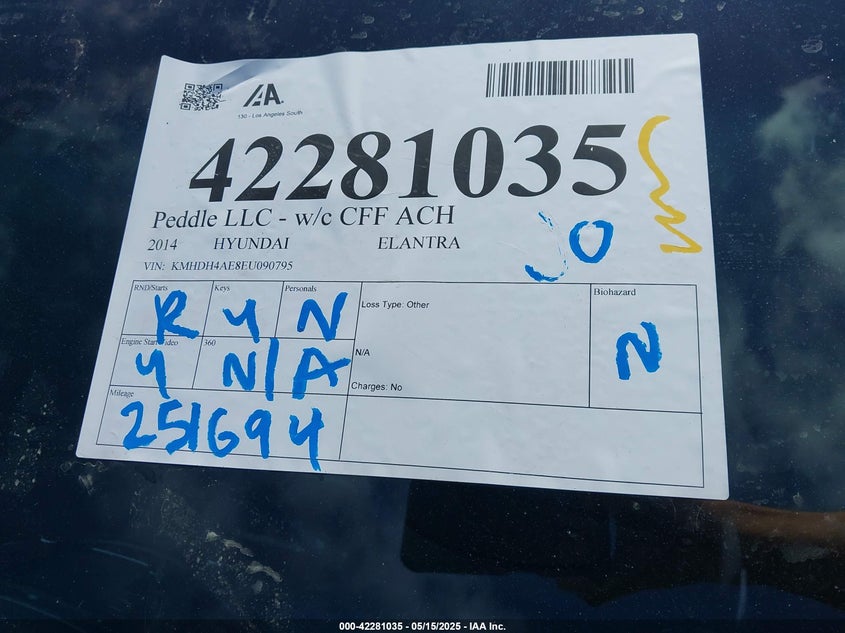 IAA.
130 - Los Angeles South
42281035
Peddle LLC - w/c CFF ACH
2014 HYUNDAI ELANTRA
JO
VIN: KMHDH4AE8EU090795
RND/Starts Keys Personals Loss Type: Other Biohazard
R Y N N
Engine Start Video 360 N/A
Y N/A Charges: No
Mileage
251694
000-42281035 - 05/15/2025 - IAA Inc.